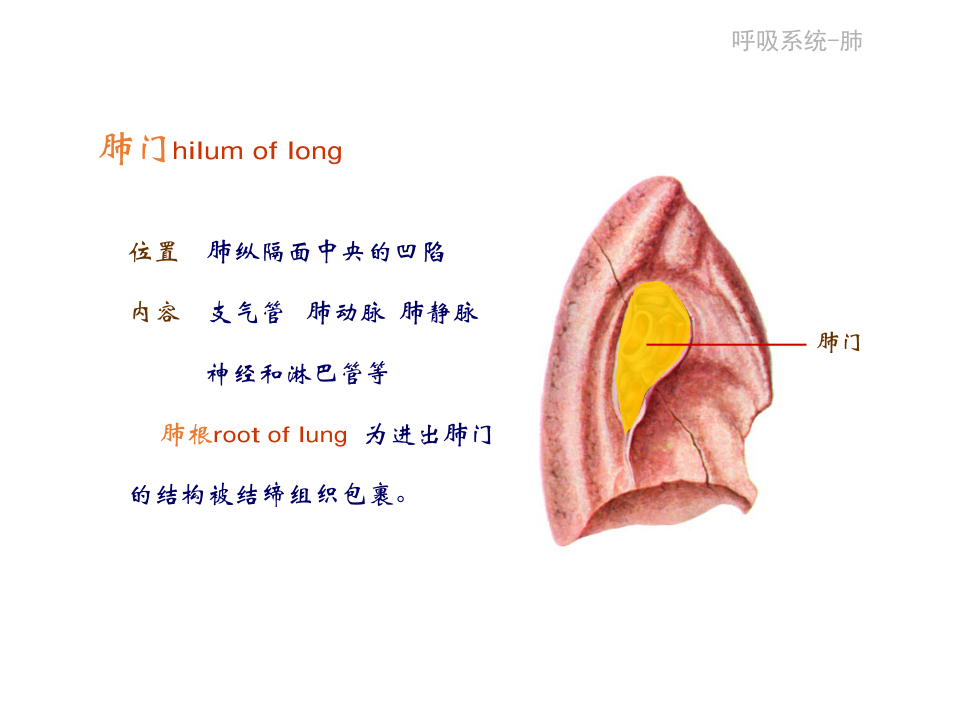 呼吸系统-肺
肺门hilum of long
位置 肺纵隔面中央的凹陷
内容 支气管 肺动脉 肺静脉
神经和淋巴管等
肺根root of lung 为进出肺门
的结构被结缔组织包裹。
肺门